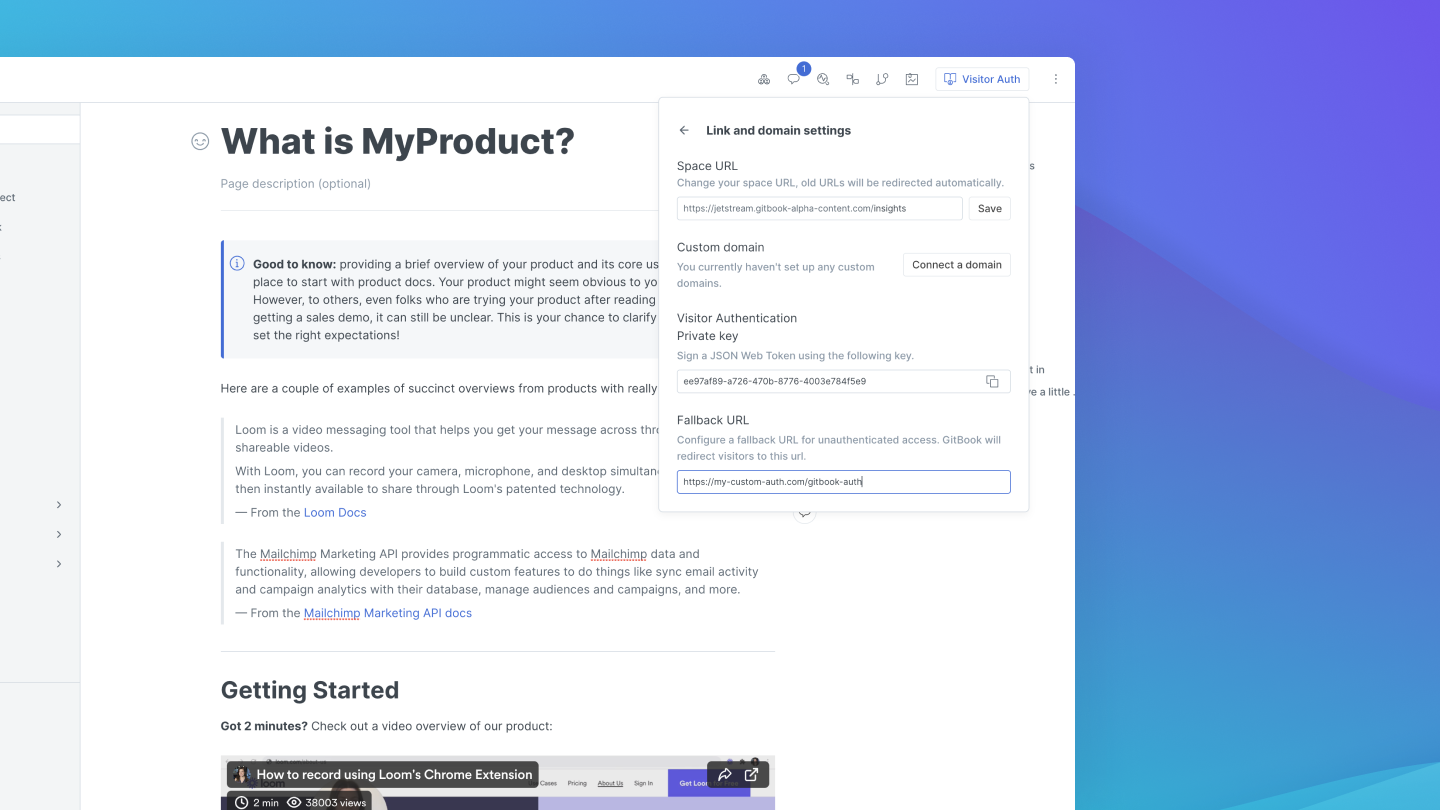 1
Visitor Auth
What is MyProduct?
Page description (optional)
Good to know: providing a brief overview of your product and its core us
place to start with product docs. Your product might seem obvious to yo
However, to others, even folks who are trying your product after reading
getting a sales demo, it can still be unclear. This is your chance to clarify
set the right expectations!
Here are a couple of examples of succinct overviews from products with really
Loom is a video messaging tool that helps you get your message across thro
shareable videos.
With Loom, you can record your camera, microphone, and desktop simultane
then instantly available to share through Loom's patented technology.
— From the Loom Docs
The Mailchimp Marketing API provides programmatic access to Mailchimp data and
functionality, allowing developers to build custom features to do things like sync email activity
and campaign analytics with their database, manage audiences and campaigns, and more.
— From the Mailchimp Marketing API docs
Getting Started
Got 2 minutes? Check out a video overview of our product:
How to record using Loom's Chrome Extension
Cases
Pricing
About Us
Sign In
Get Loom
2 min
38003 views
Link and domain settings
Space URL
Change your space URL, old URLs will be redirected automatically.
https://jetstream.gitbook-alpha-content.com/insights
Save
Custom domain
You currently haven't set up any custom
domains.
Connect a domain
Visitor Authentication
Private key
Sign a JSON Web Token using the following key.
ee97af89-a726-470b-8776-4003e784f5e9
Fallback URL
Configure a fallback URL for unauthenticated access. GitBook will
redirect visitors to this url.
https://my-custom-auth.com/gitbook-auth
ect
s
t in
e a little .